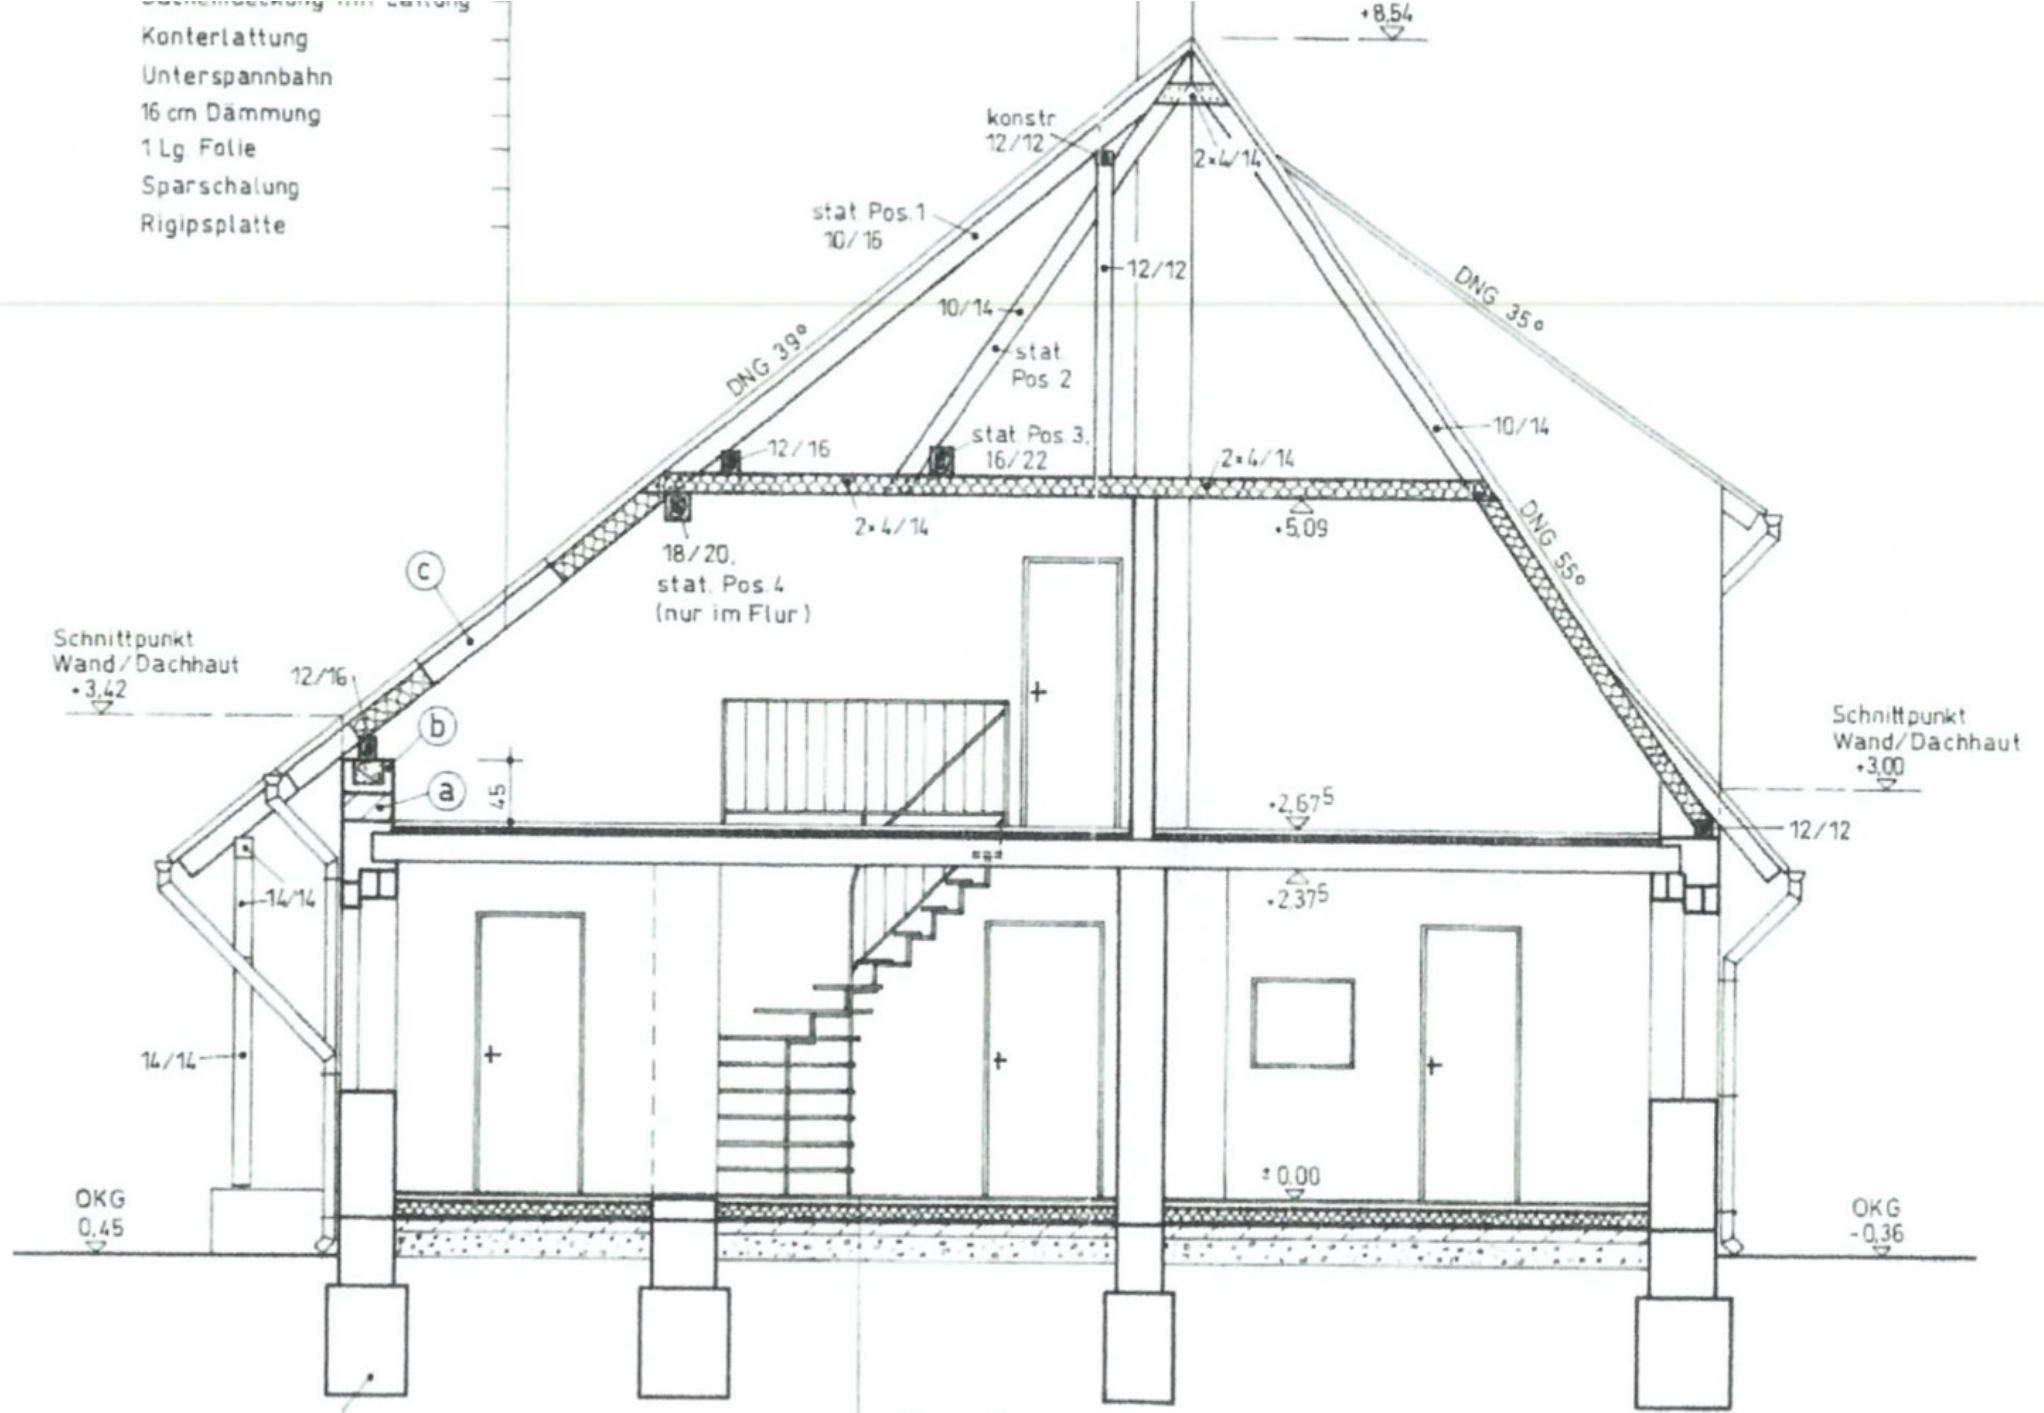 Dacheindeckung mit Lattung
Konterlattung
Unterspannbahn
16 cm Dämmung
1 Lg. Folie
Sparschalung
Rigipsplatte
+8,54
konstr
12/12
2×4/14
stat. Pos. 1
10/16
12/12
DNG 35°
10/14
DNG 39°
stat.
Pos. 2
10/14
12/16
stat. Pos. 3,
16/22
2×4/14
2×4/14
+5,09
DNG 55°
18/20,
stat. Pos. 4
(nur im Flur)
c
Schnittpunkt
Wand/Dachhaut
+3,42
12/16
b
a
45
Schnittpunkt
Wand/Dachhaut
+3,00
+2,67⁵
12/12
+2,37⁵
14/14
14/14
±0,00
OKG
0,45
OKG
-0,36